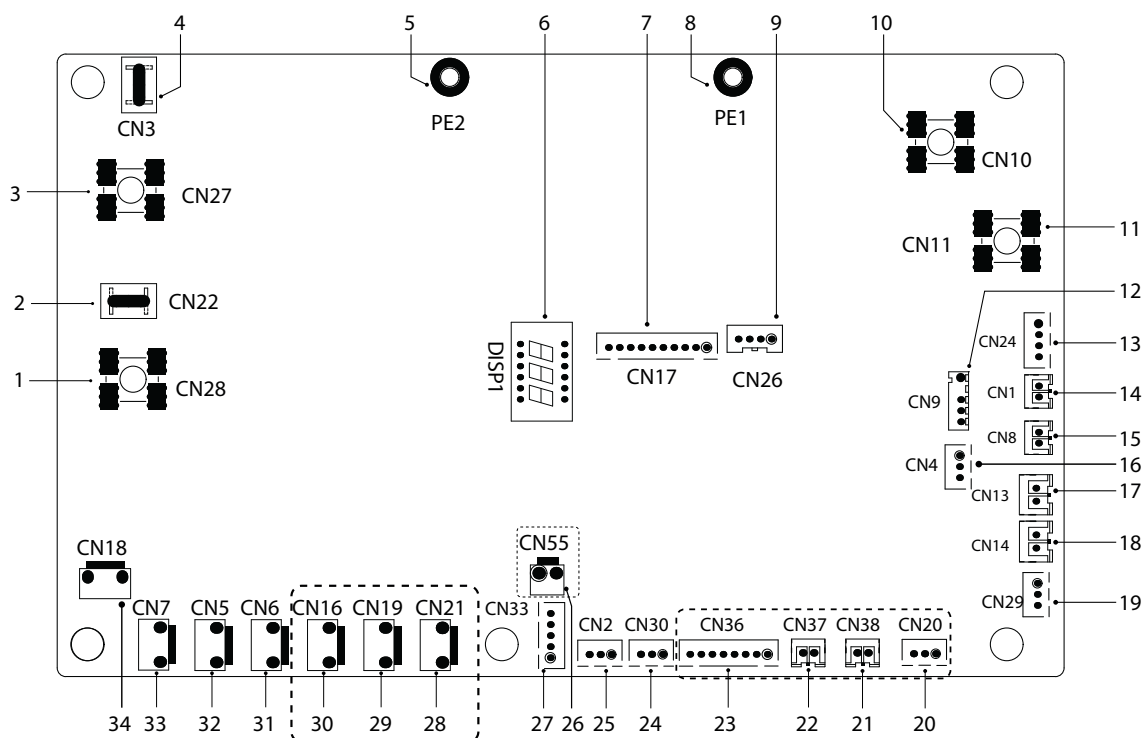 4 5 6 7 8 9 10
CN3 PE2 PE1
CN10
3 CN27
CN11 11
12
2 CN22
CN24 13
DISP1
CN17 CN26
1 CN28
CN9 CN1 14
CN8 15
CN4 16
CN13 17
CN14 18
CN18 CN55
CN29 19
CN7 CN5 CN6 CN16 CN19 CN21 CN33 CN2 CN30 CN36 CN37 CN38 CN20
34 33 32 31 30 29 28 27 26 25 24 23 22 21 20